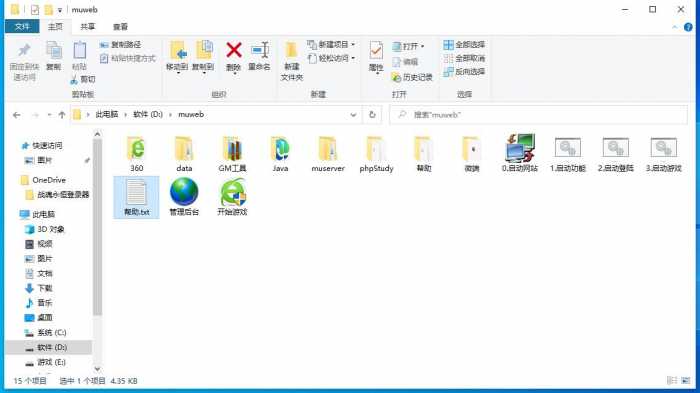 muweb
文件 主页 共享 查看
固定到快速访问
复制
粘贴
复制路径
粘贴快捷方式
剪切
剪贴板
移动到 复制到 删除 重命名
组织
新建文件夹
新建项目
轻松访问
新建
属性
打开
编辑
历史记录
打开
全部选择
全部取消
反向选择
选择
此电脑 软件 (D:) muweb
搜索"muweb"
快速访问
图片
OneDrive
战魂永恒登录器
此电脑
3D 对象
视频
图片
文档
下载
音乐
桌面
系统 (C:)
软件 (D:)
游戏 (E:)
360 data GM工具 Java muserver phpStudy 帮助 微端 0.启动网站 1.启动功能 2.启动登陆 3.启动游戏
帮助.txt 管理后台 开始游戏
15 个项目 选中 1 个项目 4.35 KB